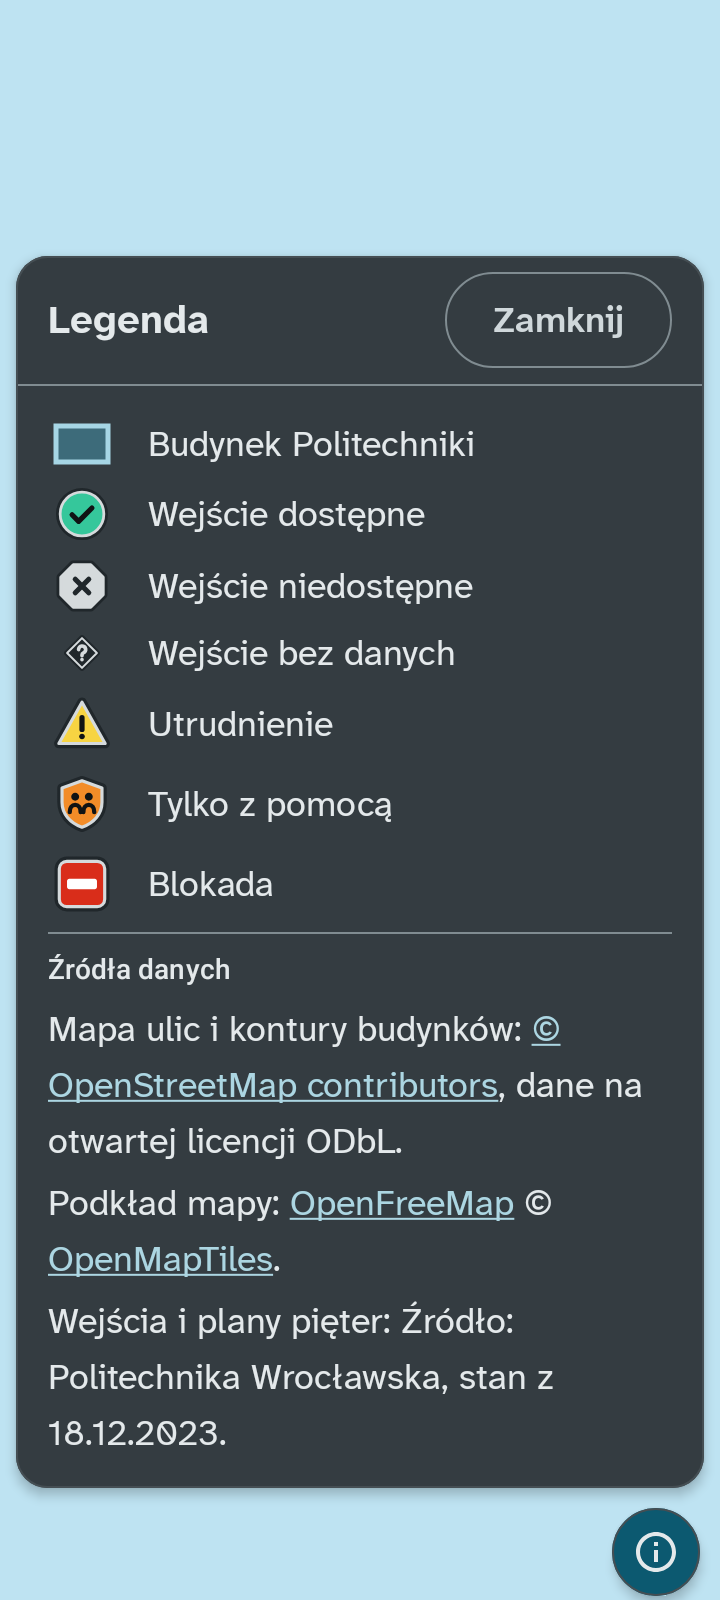 Legenda
Zamknij
Budynek Politechniki
Wejście dostępne
Wejście niedostępne
Wejście bez danych
Utrudnienie
Tylko z pomocą
Blokada
Źródła danych
Mapa ulic i kontury budynków: ©
OpenStreetMap contributors, dane na
otwartej licencji ODbL.
Podkład mapy: OpenFreeMap ©
OpenMapTiles.
Wejścia i plany pięter: Źródło:
Politechnika Wrocławska, stan z
18.12.2023.